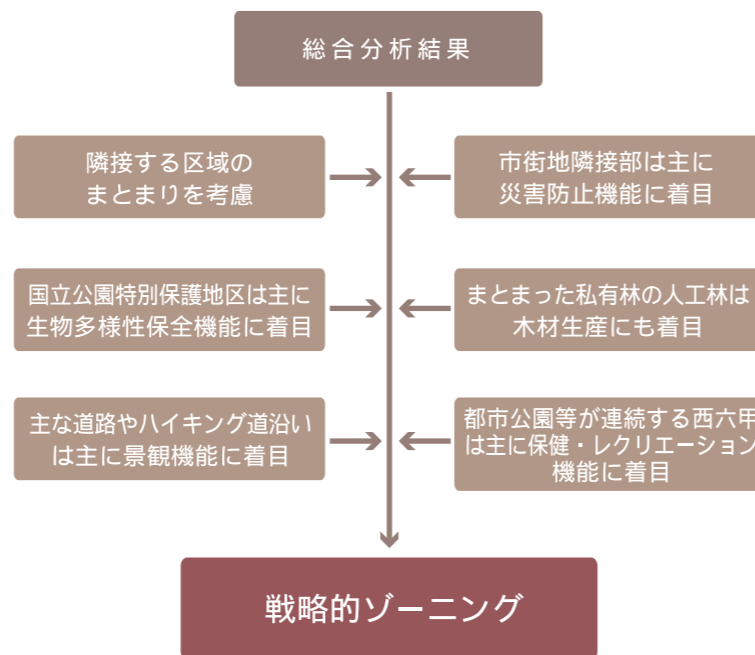 総合分析結果
隣接する区域の
まとまりを考慮
市街地隣接部は主に
災害防止機能に着目
国立公園特別保護地区は主に
生物多様性保全機能に着目
まとまった私有林の人工林は
木材生産にも着目
主な道路やハイキング道沿い
は主に景観機能に着目
都市公園等が連続する西六甲
は主に保健・レクリエーション
機能に着目
戦略的ゾーニング